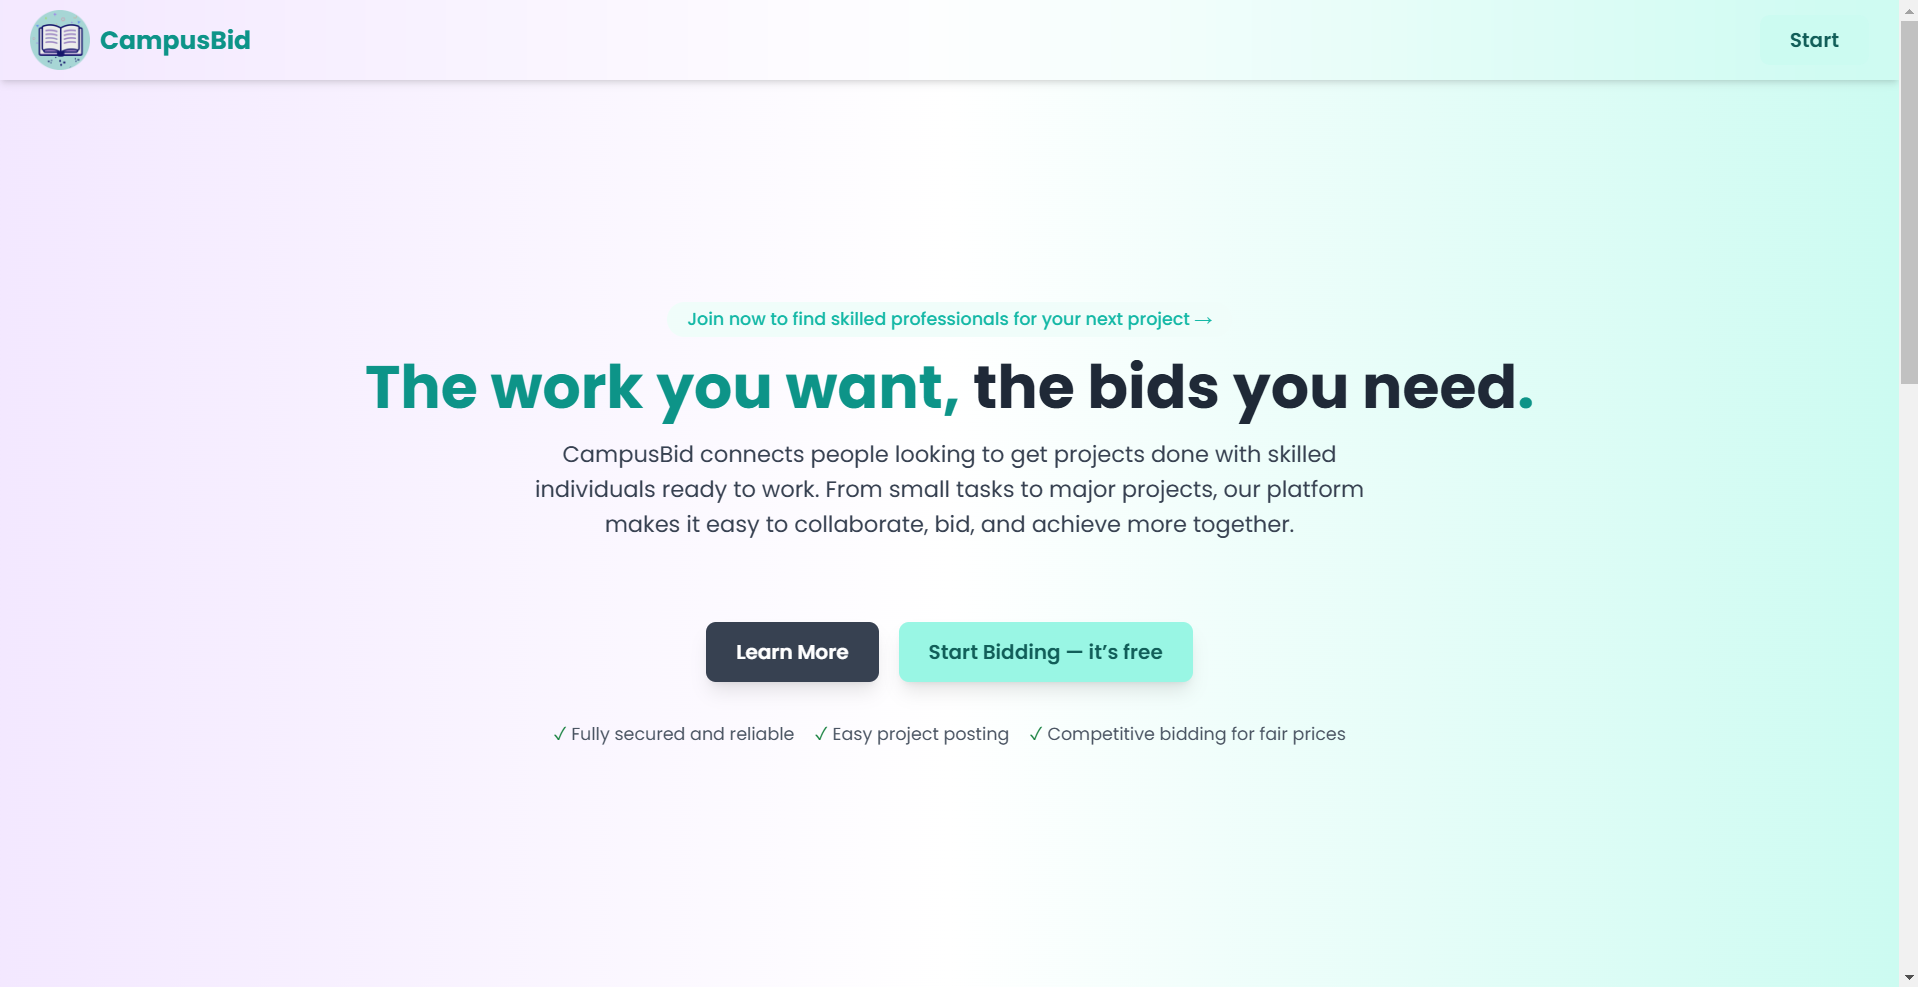 CampusBid
Start
Join now to find skilled professionals for your next project →
The work you want, the bids you need.
CampusBid connects people looking to get projects done with skilled
individuals ready to work. From small tasks to major projects, our platform
makes it easy to collaborate, bid, and achieve more together.
Learn More
Start Bidding — it’s free
✓ Fully secured and reliable ✓ Easy project posting ✓ Competitive bidding for fair prices